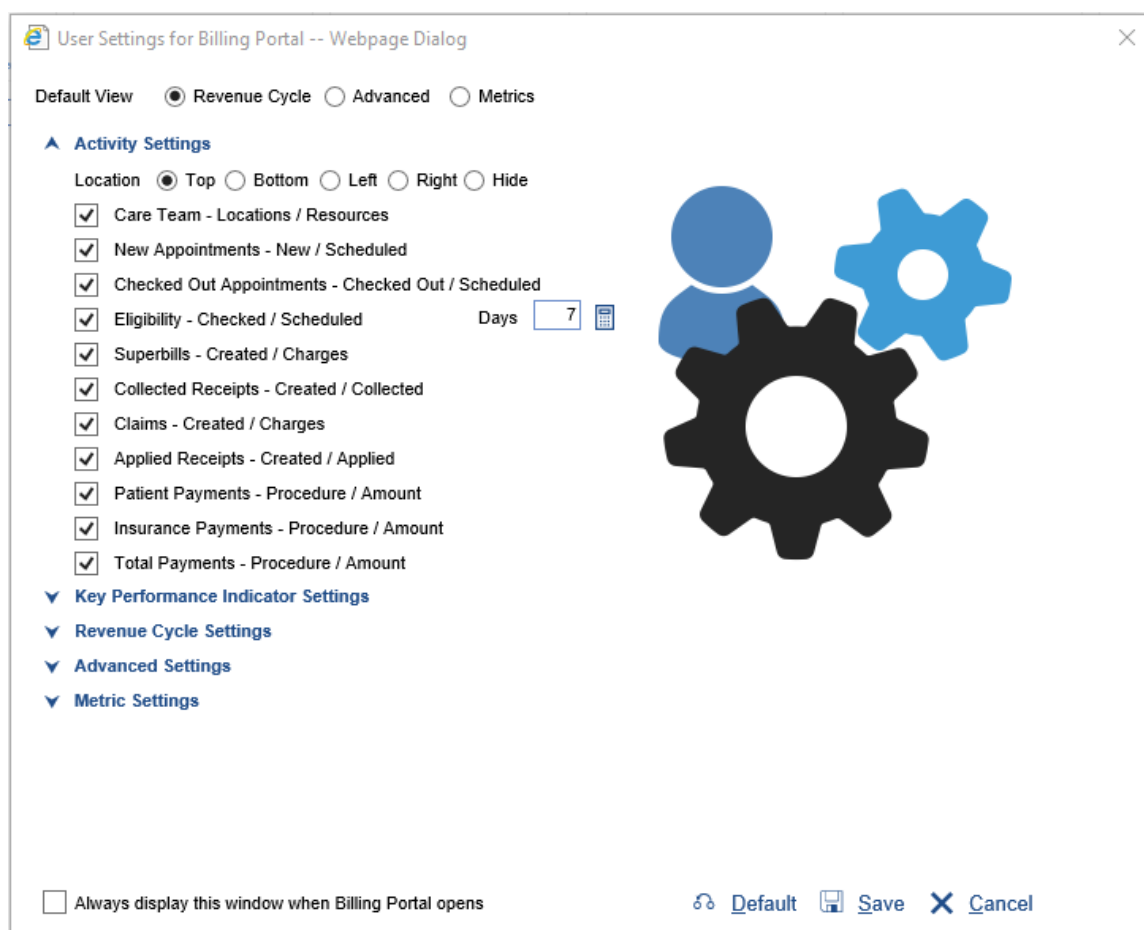 User Settings for Billing Portal -- Webpage Dialog
Default View Revenue Cycle Advanced Metrics
Activity Settings
Location Top Bottom Left Right Hide
Care Team - Locations / Resources
New Appointments - New / Scheduled
Checked Out Appointments - Checked Out / Scheduled
Eligibility - Checked / Scheduled Days 7
Superbills - Created / Charges
Collected Receipts - Created / Collected
Claims - Created / Charges
Applied Receipts - Created / Applied
Patient Payments - Procedure / Amount
Insurance Payments - Procedure / Amount
Total Payments - Procedure / Amount
Key Performance Indicator Settings
Revenue Cycle Settings
Advanced Settings
Metric Settings
Always display this window when Billing Portal opens Default Save Cancel